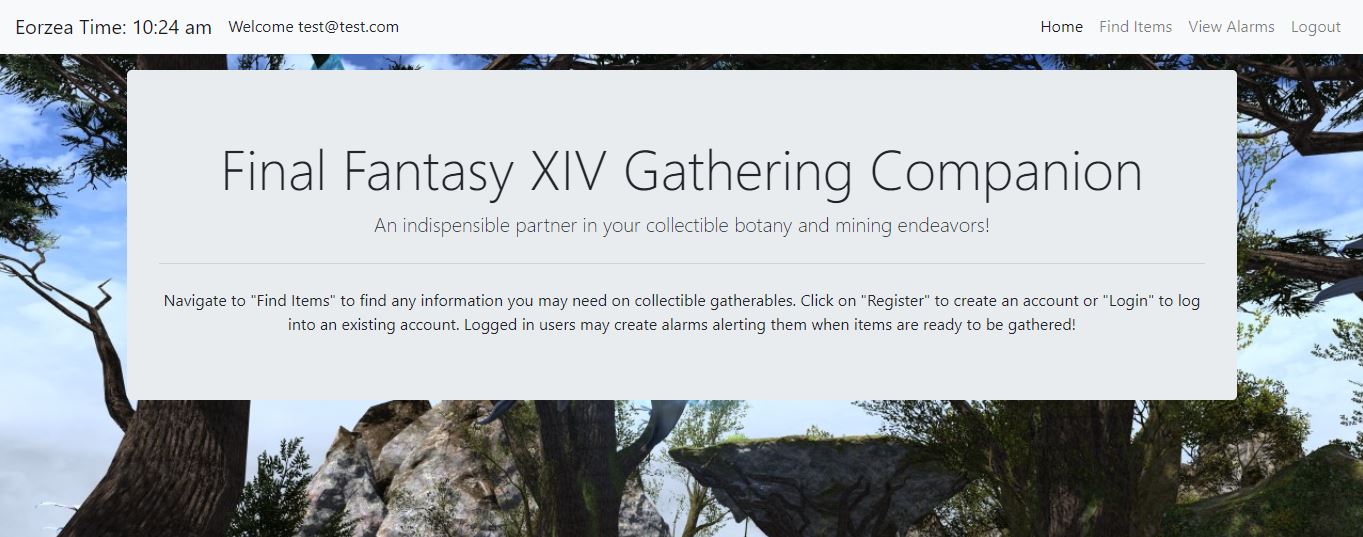 Eorzea Time: 10:24 am Welcome test@test.com Home Find Items View Alarms Logout
Final Fantasy XIV Gathering Companion
An indispensible partner in your collectible botany and mining endeavors!
Navigate to "Find Items" to find any information you may need on collectible gatherables. Click on "Register" to create an account or "Login" to log
into an existing account. Logged in users may create alarms alerting them when items are ready to be gathered!